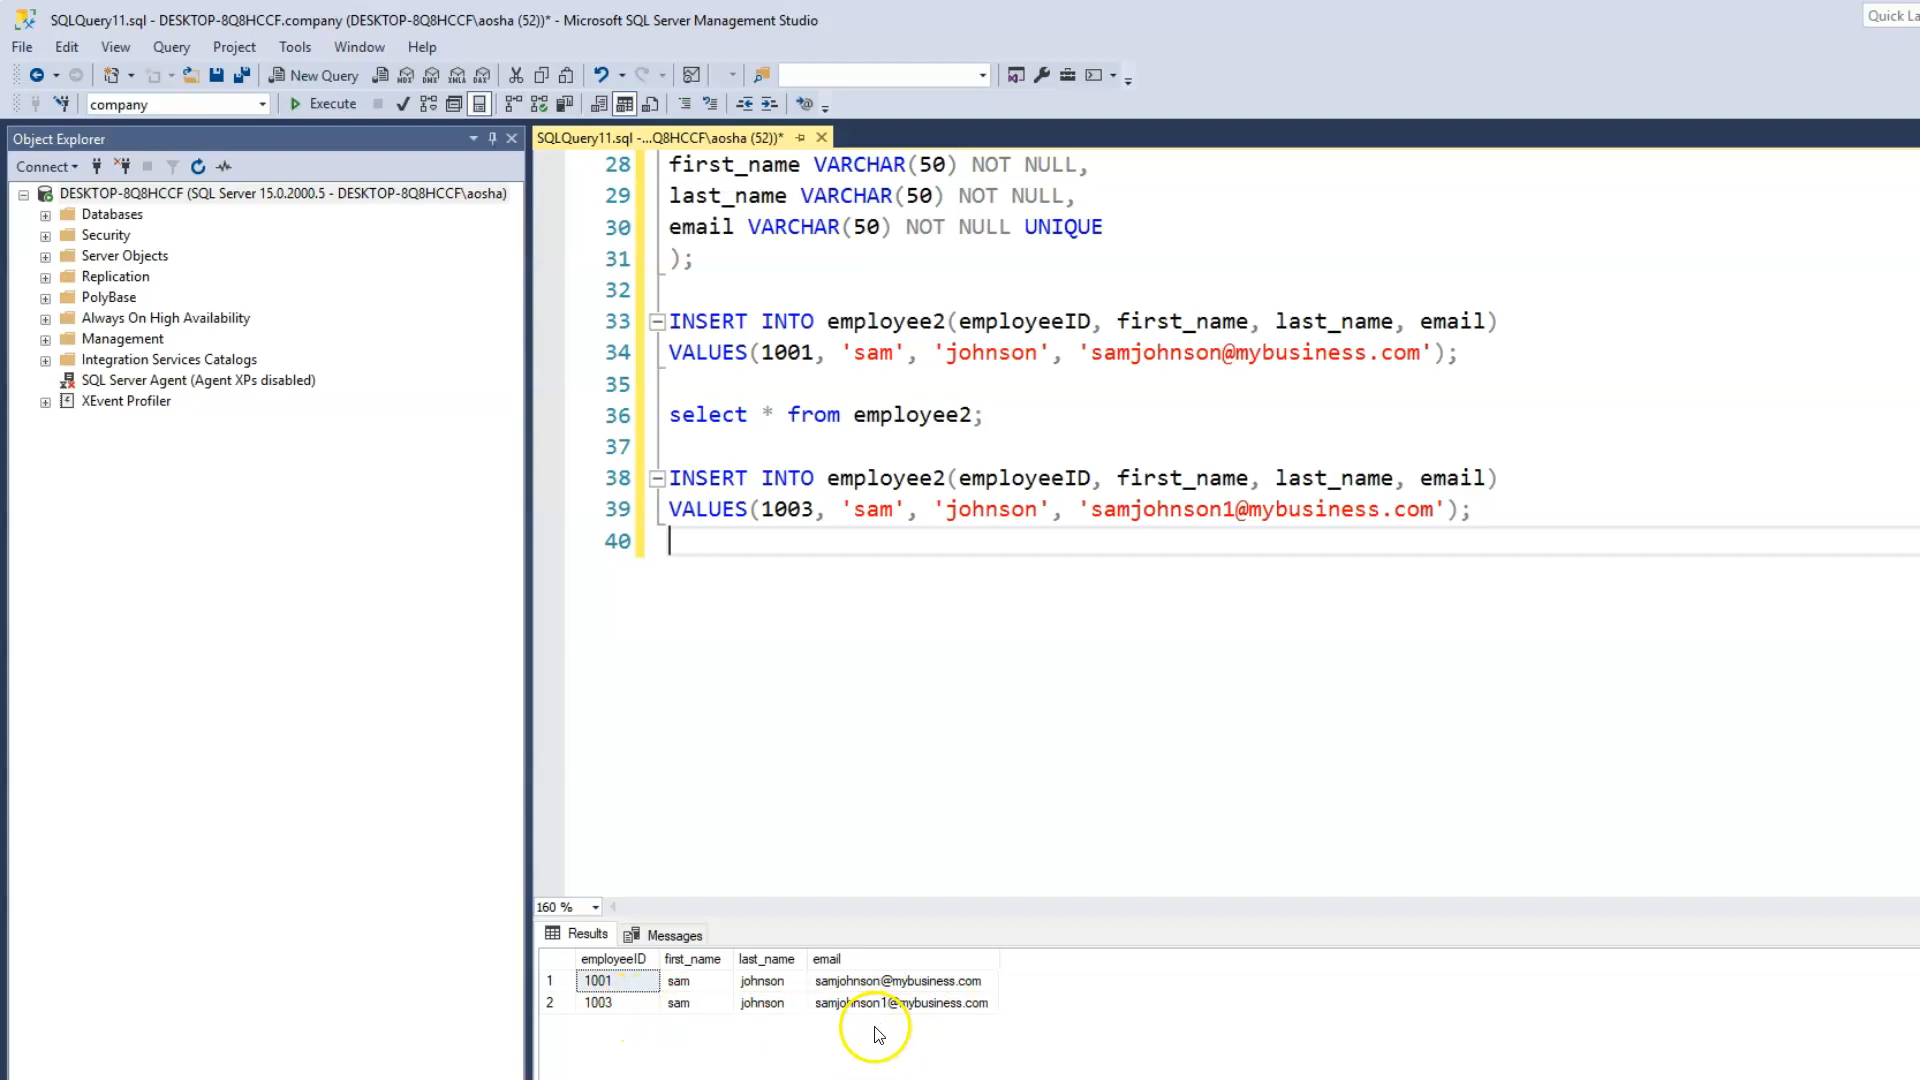 SQLQuery11.sql - DESKTOP-8Q8HCCF.company (DESKTOP-8Q8HCCF\aosha (52))* - Microsoft SQL Server Management Studio
Quick La
File Edit View Query Project Tools Window Help
New Query
company Execute
Object Explorer
SQLQuery11.sql -...Q8HCCF\aosha (52))*
Connect
DESKTOP-8Q8HCCF (SQL Server 15.0.2000.5 - DESKTOP-8Q8HCCF\aosha)
Databases
Security
Server Objects
Replication
PolyBase
Always On High Availability
Management
Integration Services Catalogs
SQL Server Agent (Agent XPs disabled)
XEvent Profiler
28 first_name VARCHAR(50) NOT NULL,
29 last_name VARCHAR(50) NOT NULL,
30 email VARCHAR(50) NOT NULL UNIQUE
31 );
32
33 INSERT INTO employee2(employeeID, first_name, last_name, email)
34 VALUES(1001, 'sam', 'johnson', 'samjohnson@mybusiness.com');
35
36 select * from employee2;
37
38 INSERT INTO employee2(employeeID, first_name, last_name, email)
39 VALUES(1003, 'sam', 'johnson', 'samjohnson1@mybusiness.com');
40
160 %
Results Messages
employeeID first_name last_name email
1 1001 sam johnson samjohnson@mybusiness.com
2 1003 sam johnson samjohnson1@mybusiness.com